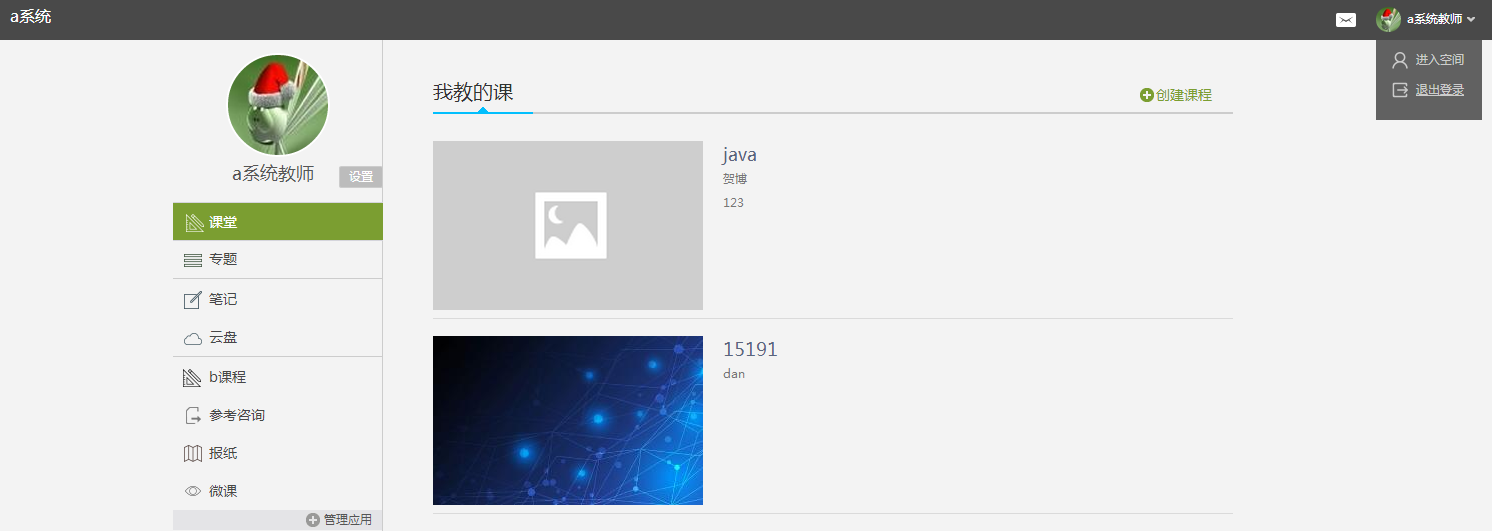 a系统
a系统教师
进入空间
退出登录
a系统教师
设置
课堂
专题
笔记
云盘
b课程
参考咨询
报纸
微课
管理应用
我教的课
创建课程
java
贺博
123
15191
dan